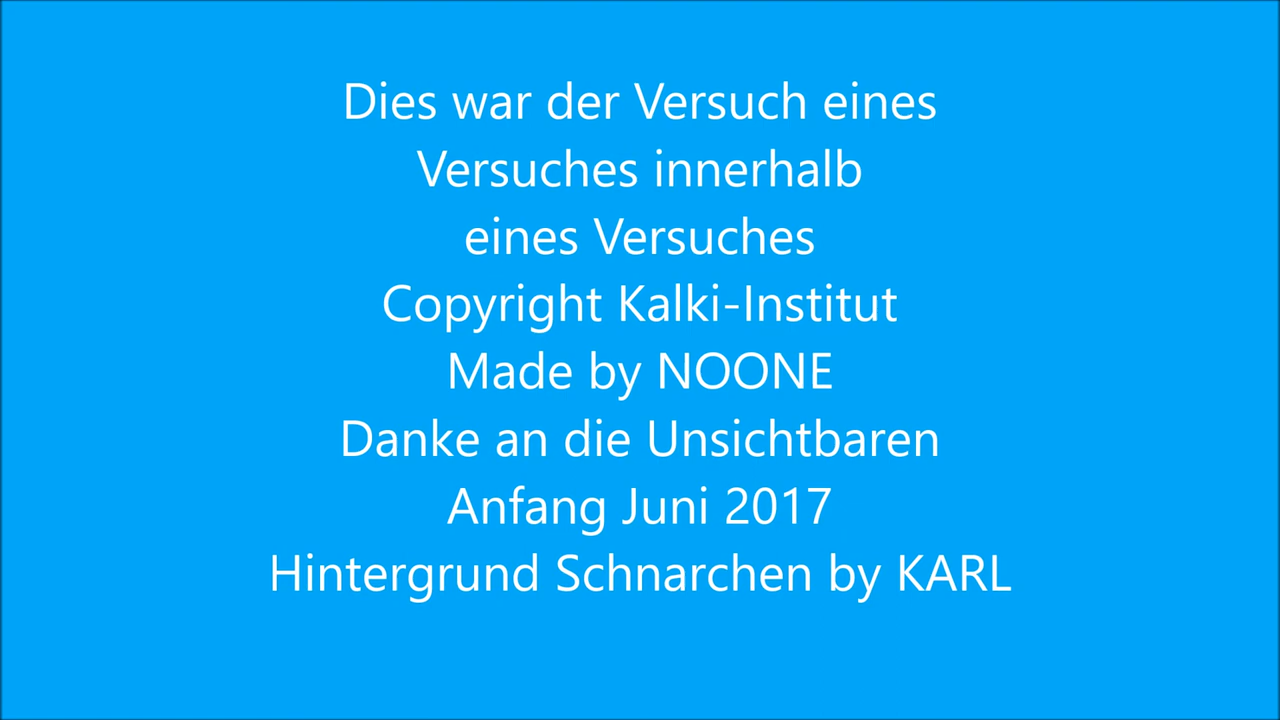 Dies war der Versuch eines
Versuches innerhalb
eines Versuches
Copyright Kalki-Institut
Made by NOONE
Danke an die Unsichtbaren
Anfang Juni 2017
Hintergrund Schnarchen by KARL